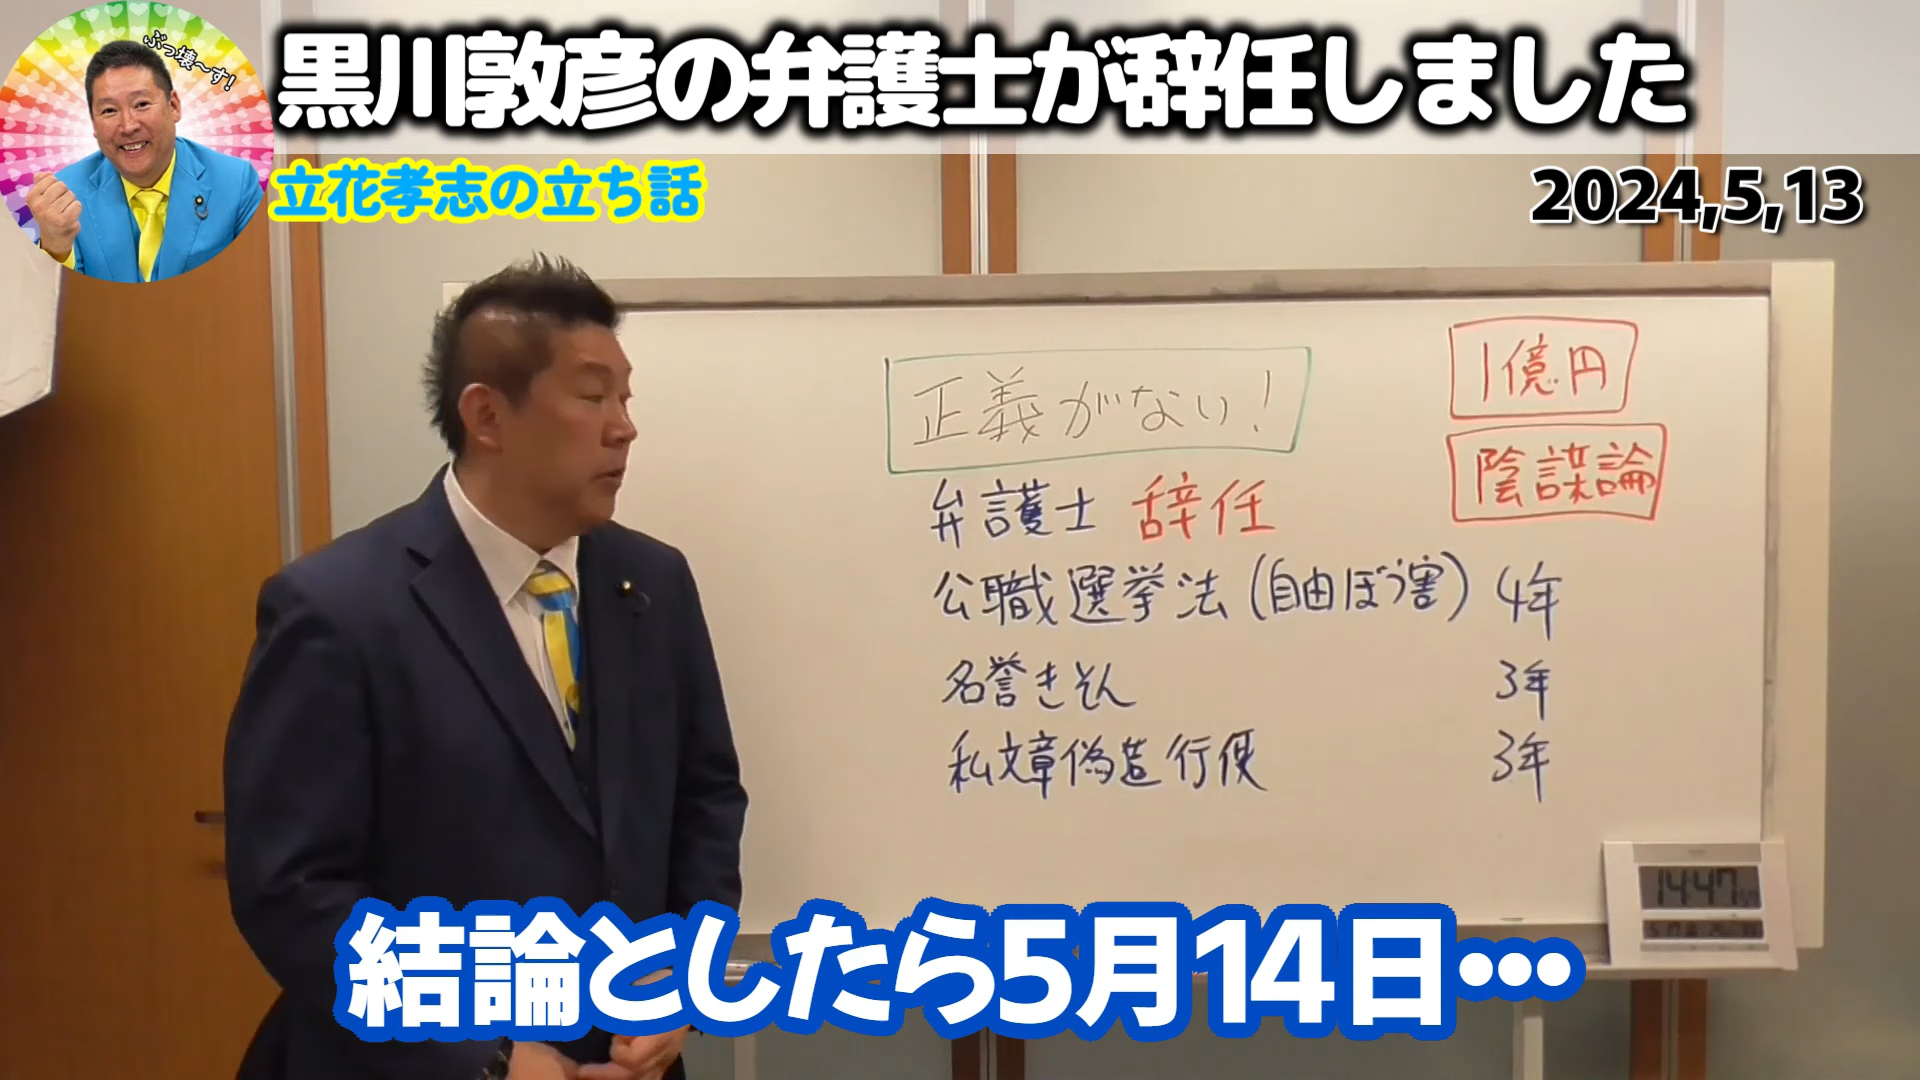 ぶっ壊〜す!
黒川敦彦の弁護士が辞任しました
立花孝志の立ち話
2024,5,13
正義がない!
1億円
陰謀論
弁護士 辞任
公職選挙法(自由ぼう害) 4年
名誉きそん 3年
私文章偽造行使 3年
14:47
結論としたら5月14日…